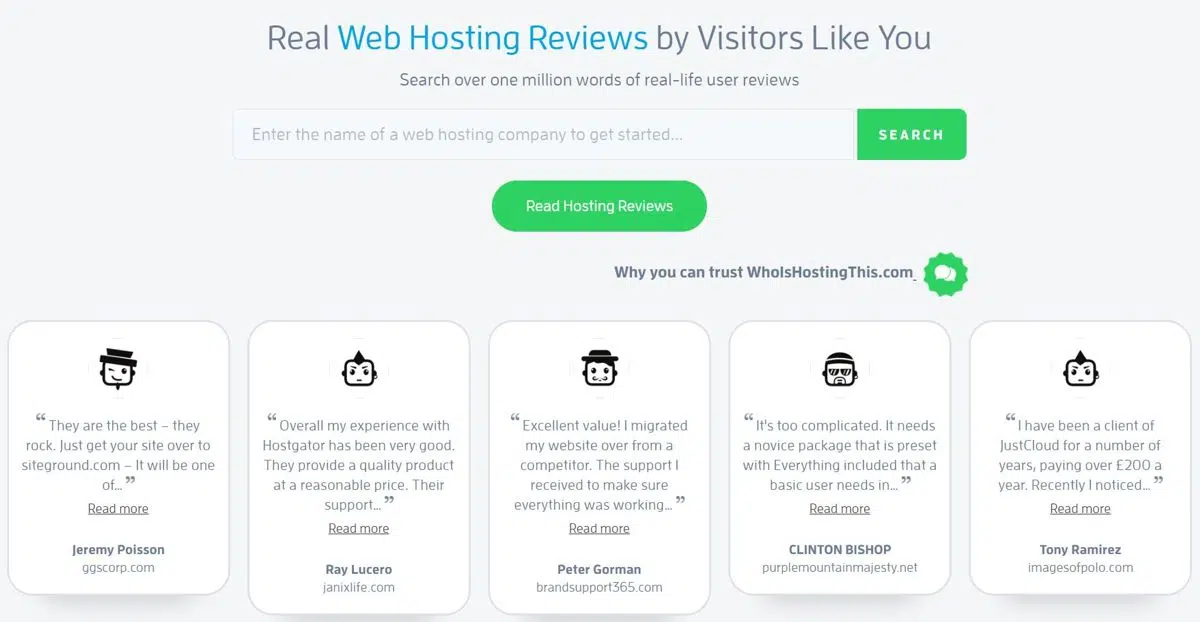 Real Web Hosting Reviews by Visitors Like You
Search over one million words of real-life user reviews
Enter the name of a web hosting company to get started...
SEARCH
Read Hosting Reviews
Why you can trust WhoIsHostingThis.com
“They are the best – they
rock. Just get your site over to
siteground.com – It will be one
of...”
Read more
Jeremy Poisson
ggscorp.com
“Overall my experience with
Hostgator has been very good.
They provide a quality product
at a reasonable price. Their
support...”
Read more
Ray Lucero
janixlife.com
“Excellent value! I migrated
my website over from a
competitor. The support I
received to make sure
everything was working...”
Read more
Peter Gorman
brandsupport365.com
“It's too complicated. It needs
a novice package that is preset
with Everything included that a
basic user needs in...”
Read more
CLINTON BISHOP
purplemountainmajesty.net
“I have been a client of
JustCloud for a number of
years, paying over £200 a
year. Recently I noticed...”
Read more
Tony Ramirez
imagesofpolo.com